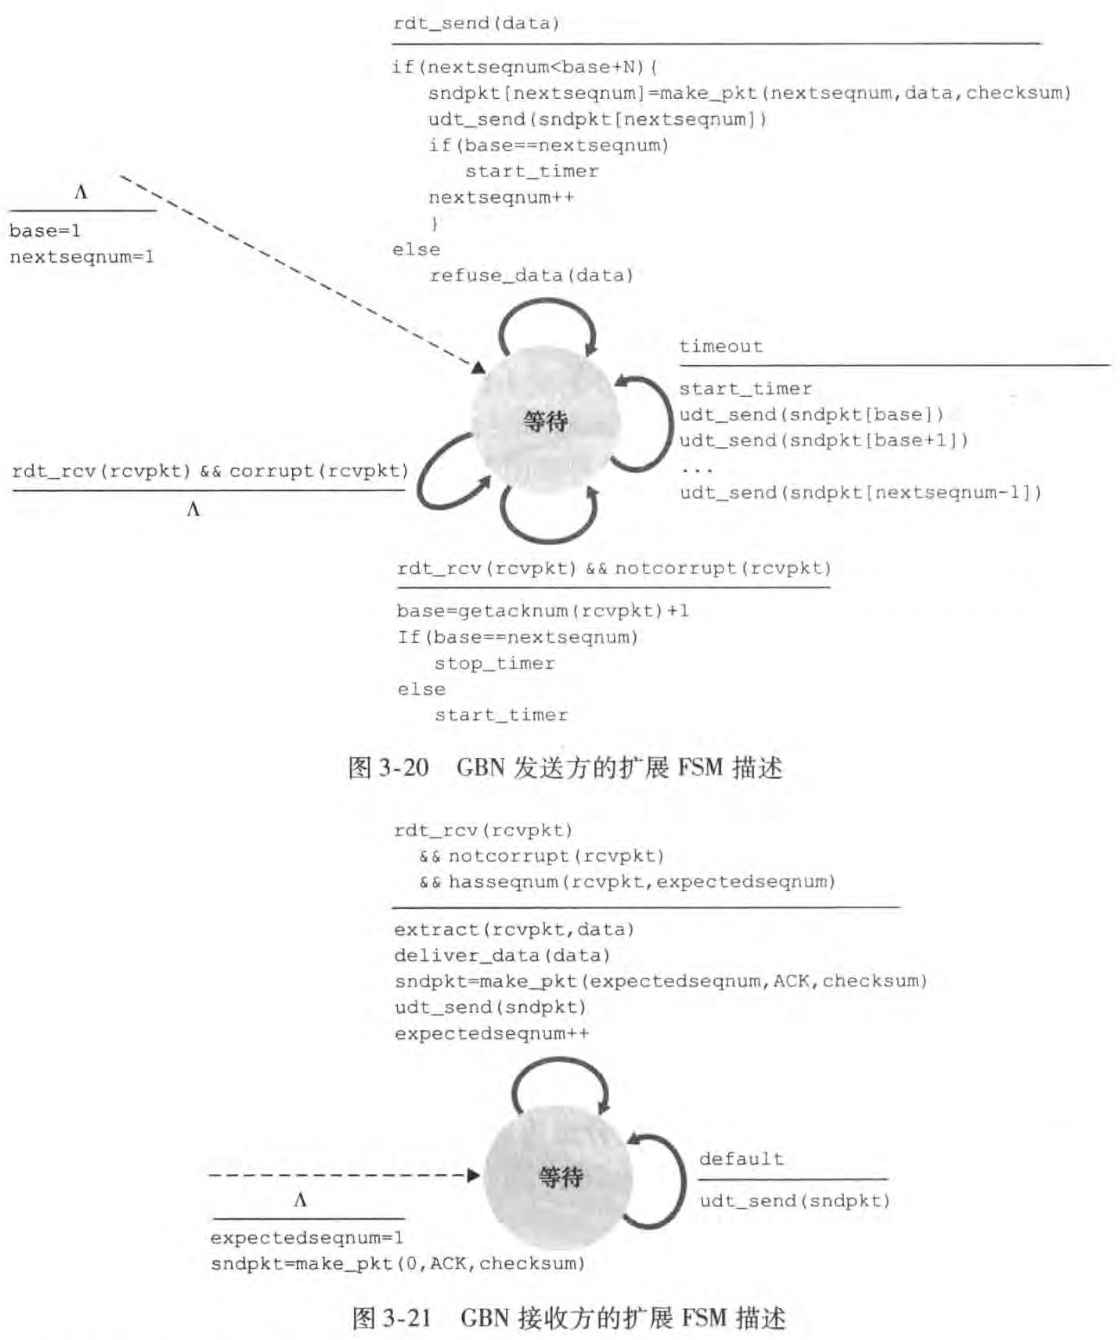 rdt_send(data)
if(nextseqnum<base+N){
sndpkt[nextseqnum]=make_pkt(nextseqnum,data,checksum)
udt_send(sndpkt[nextseqnum])
if(base==nextseqnum)
start_timer
nextseqnum++
}
else
refuse_data(data)
Λ
base=1
nextseqnum=1
等待
timeout
start_timer
udt_send(sndpkt[base])
udt_send(sndpkt[base+1])
...
udt_send(sndpkt[nextseqnum-1])
rdt_rcv(rcvpkt) && corrupt(rcvpkt)
Λ
rdt_rcv(rcvpkt) && notcorrupt(rcvpkt)
base=getacknum(rcvpkt)+1
If(base==nextseqnum)
stop_timer
else
start_timer
图 3-20 GBN 发送方的扩展 FSM 描述
rdt_rcv(rcvpkt)
&& notcorrupt(rcvpkt)
&& hasseqnum(rcvpkt,expectedseqnum)
extract(rcvpkt,data)
deliver_data(data)
sndpkt=make_pkt(expectedseqnum,ACK,checksum)
udt_send(sndpkt)
expectedseqnum++
等待
default
udt_send(sndpkt)
Λ
expectedseqnum=1
sndpkt=make_pkt(0,ACK,checksum)
图 3-21 GBN 接收方的扩展 FSM 描述